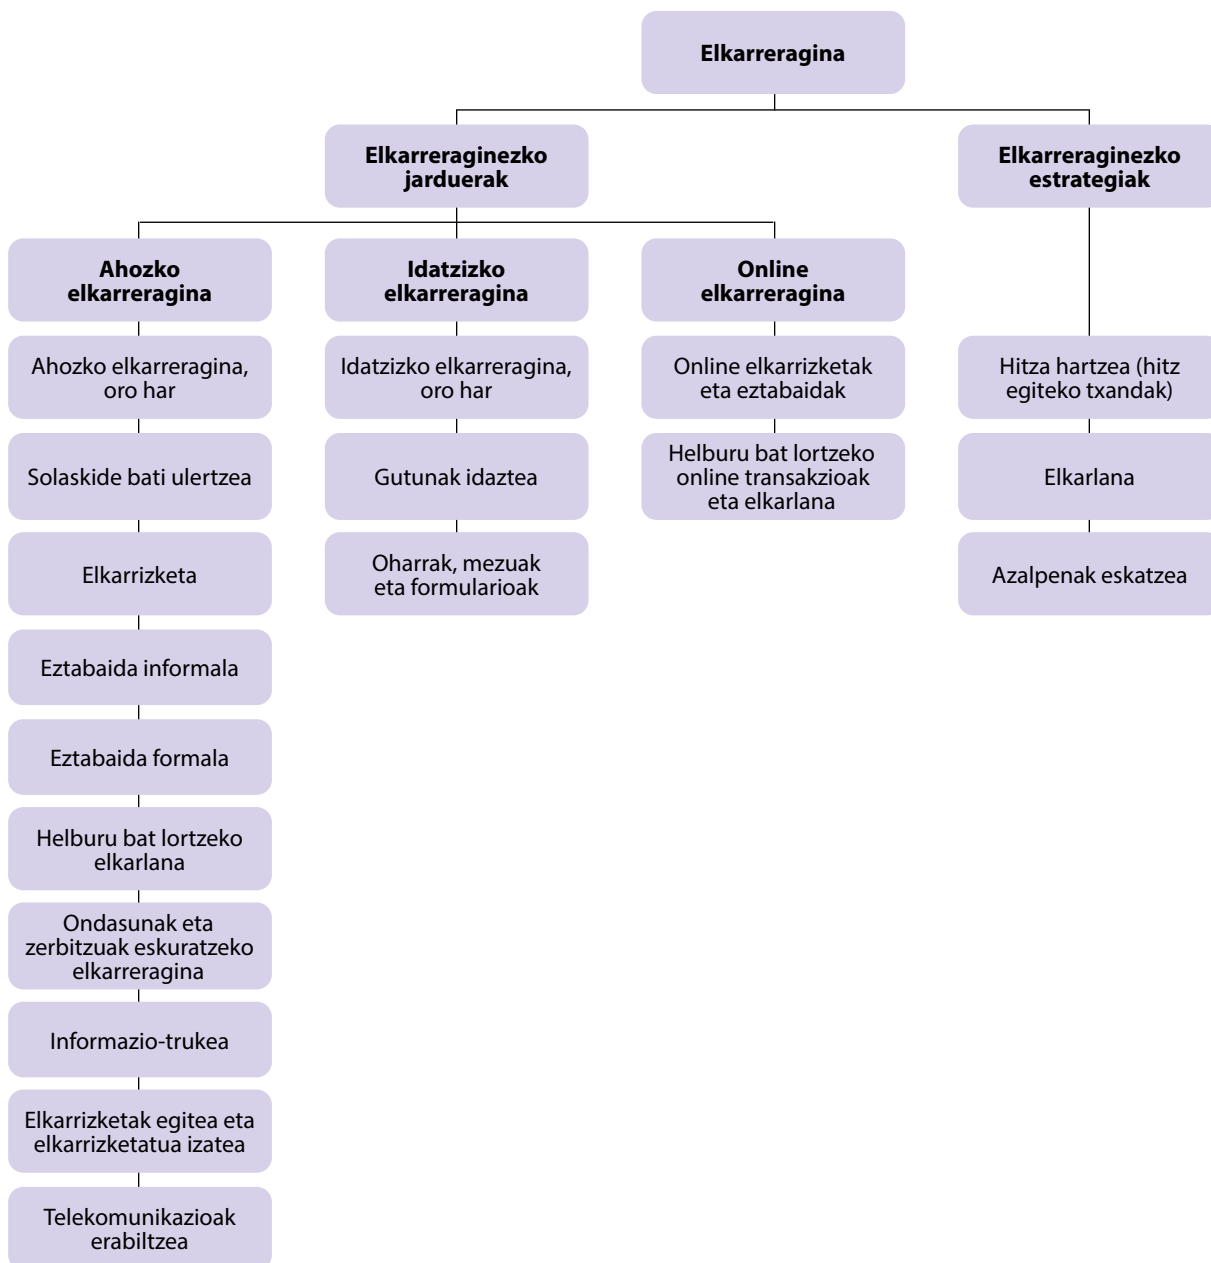 Elkarreragina
Elkarreraginezko
jarduerak
Elkarreraginezko
estrategiak
Ahozko
elkarreragina
Idatzizko
elkarreragina
Online
elkarreragina
Ahozko elkarreragina,
oro har
Solaskide bati ulertzea
Elkarrizketa
Eztabaida informala
Eztabaida formala
Helburu bat lortzeko
elkarlana
Ondasunak eta
zerbitzuak eskuratzeko
elkarreragina
Informazio-trukea
Elkarrizketak egitea eta
elkarrizketatua izatea
Telekomunikazioak
erabiltzea
Idatzizko elkarreragina,
oro har
Gutunak idaztea
Oharrak, mezuak
eta formularioak
Online elkarrizketak
eta eztabaidak
Helburu bat lortzeko
online transakzioak
eta elkarlana
Hitza hartzea (hitz
egiteko txandak)
Elkarlana
Azalpenak eskatzea